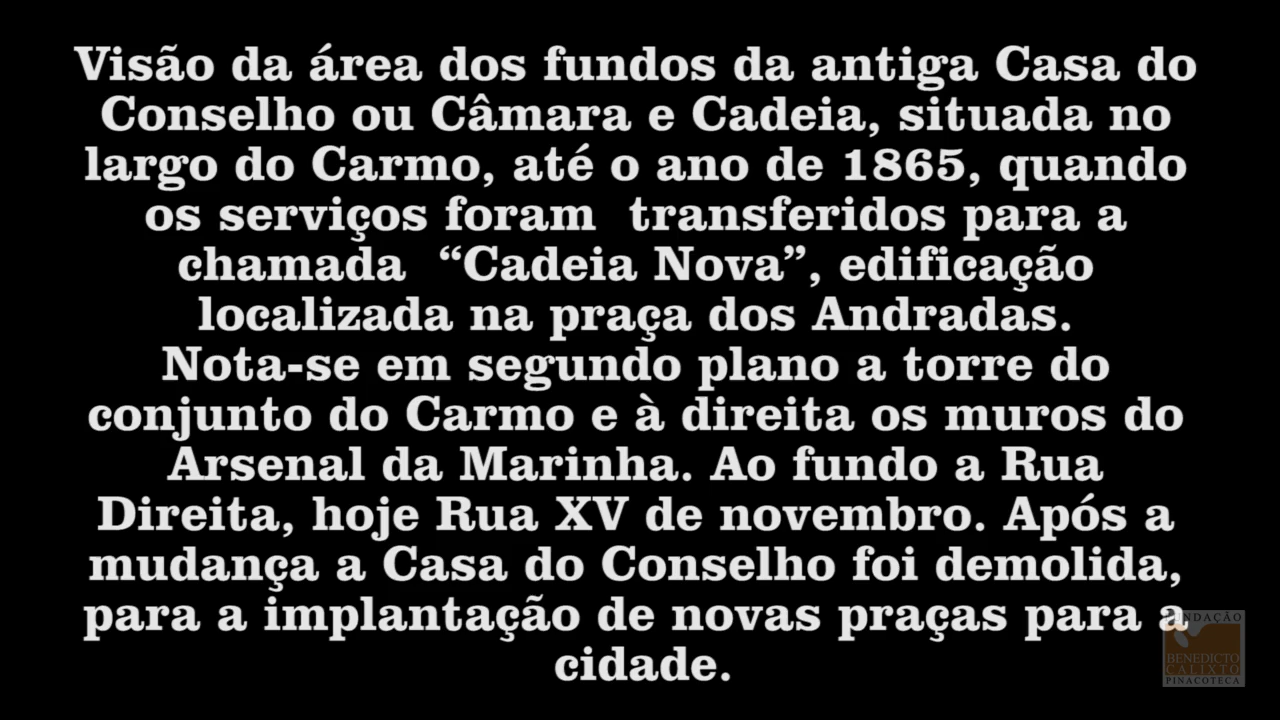 Visão da área dos fundos da antiga Casa do
Conselho ou Câmara e Cadeia, situada no
largo do Carmo, até o ano de 1865, quando
os serviços foram  transferidos para a
chamada  “Cadeia Nova”, edificação
localizada na praça dos Andradas.
Nota-se em segundo plano a torre do
conjunto do Carmo e à direita os muros do
Arsenal da Marinha. Ao fundo a Rua
Direita, hoje Rua XV de novembro. Após a
mudança a Casa do Conselho foi demolida,
para a implantação de novas praças para a
cidade.
FUNDAÇÃO
BENEDICTO
CALIXTO
PINACOTECA